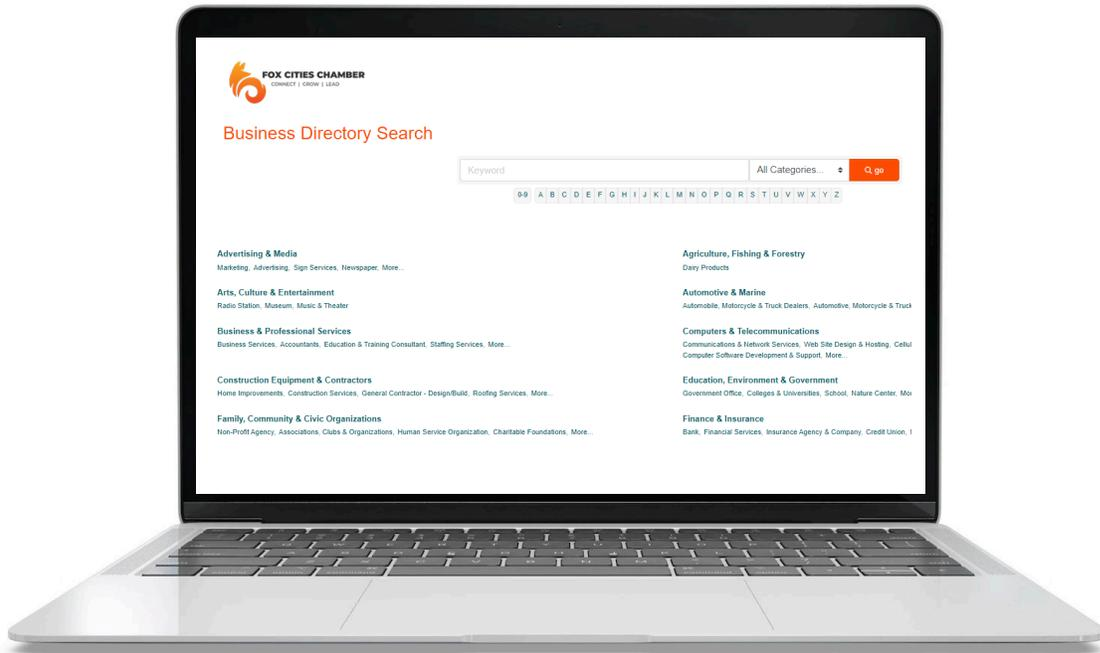 FOX CITIES CHAMBER
CONNECT | GROW | LEAD
Business Directory Search
Keyword
All Categories...
go
0-9 A B C D E F G H I J K L M N O P Q R S T U V W X Y Z
Advertising & Media
Marketing, Advertising, Sign Services, Newspaper, More...
Arts, Culture & Entertainment
Radio Station, Museum, Music & Theater
Business & Professional Services
Business Services, Accountants, Education & Training Consultant, Staffing Services, More...
Construction Equipment & Contractors
Home Improvements, Construction Services, General Contractor - Design/Build, Roofing Services, More...
Family, Community & Civic Organizations
Non-Profit Agency, Associations, Clubs & Organizations, Human Service Organization, Charitable Foundations, More...
Agriculture, Fishing & Forestry
Dairy Products
Automotive & Marine
Automobile, Motorcycle & Truck Dealers, Automotive, Motorcycle & Truck
Computers & Telecommunications
Communications & Network Services, Web Site Design & Hosting, Cellul
Computer Software Development & Support, More...
Education, Environment & Government
Government Office, Colleges & Universities, School, Nature Center, Mo
Finance & Insurance
Bank, Financial Services, Insurance Agency & Company, Credit Union,